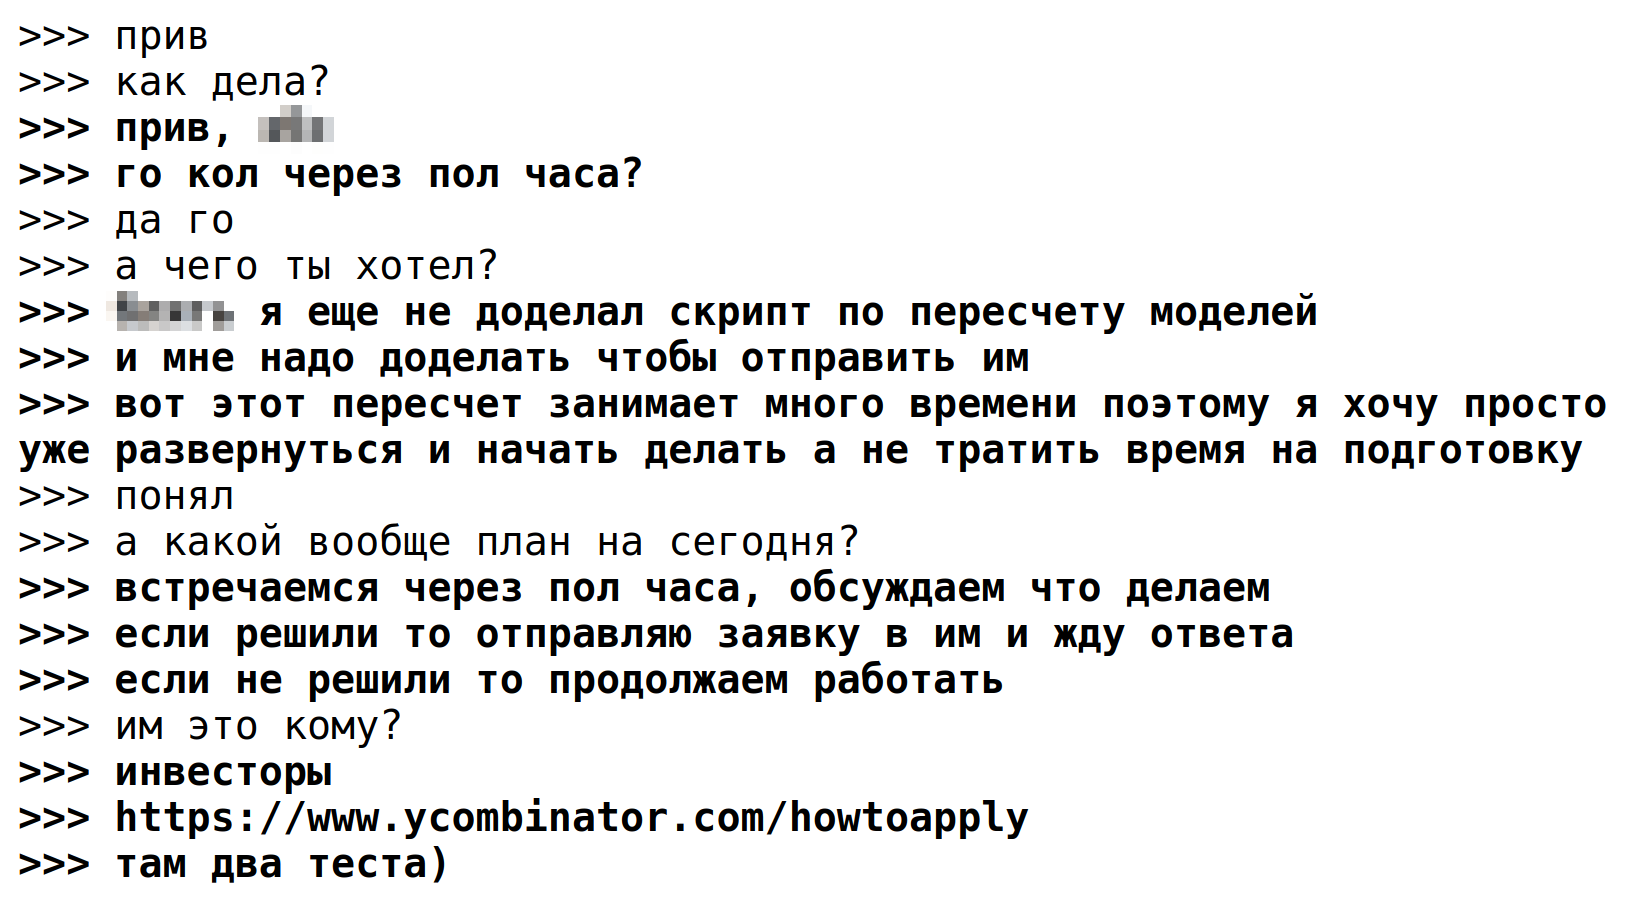 >>> прив
>>> как дела?
>>> прив,
>>> го кол через пол часа?
>>> да го
>>> а чего ты хотел?
>>> я еще не доделал скрипт по пересчету моделей
>>> и мне надо доделать чтобы отправить им
>>> вот этот пересчет занимает много времени поэтому я хочу просто
уже развернуться и начать делать а не тратить время на подготовку
>>> понял
>>> а какой вообще план на сегодня?
>>> встречаемся через пол часа, обсуждаем что делаем
>>> если решили то отправляю заявку в им и жду ответа
>>> если не решили то продолжаем работать
>>> им это кому?
>>> инвесторы
>>> https://www.ycombinator.com/howtoapply
>>> там два теста)